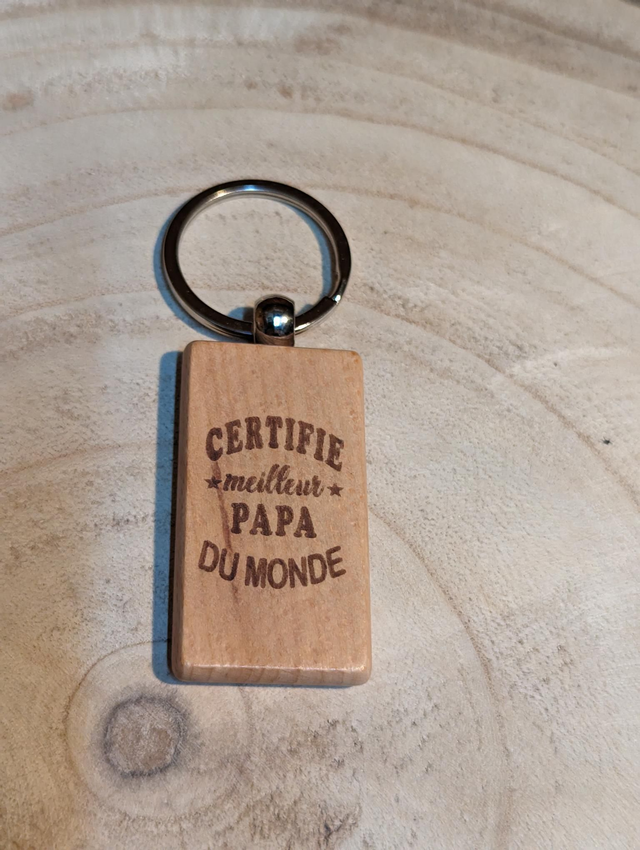 CERTIFIE
★meilleur★
PAPA
DU MONDE